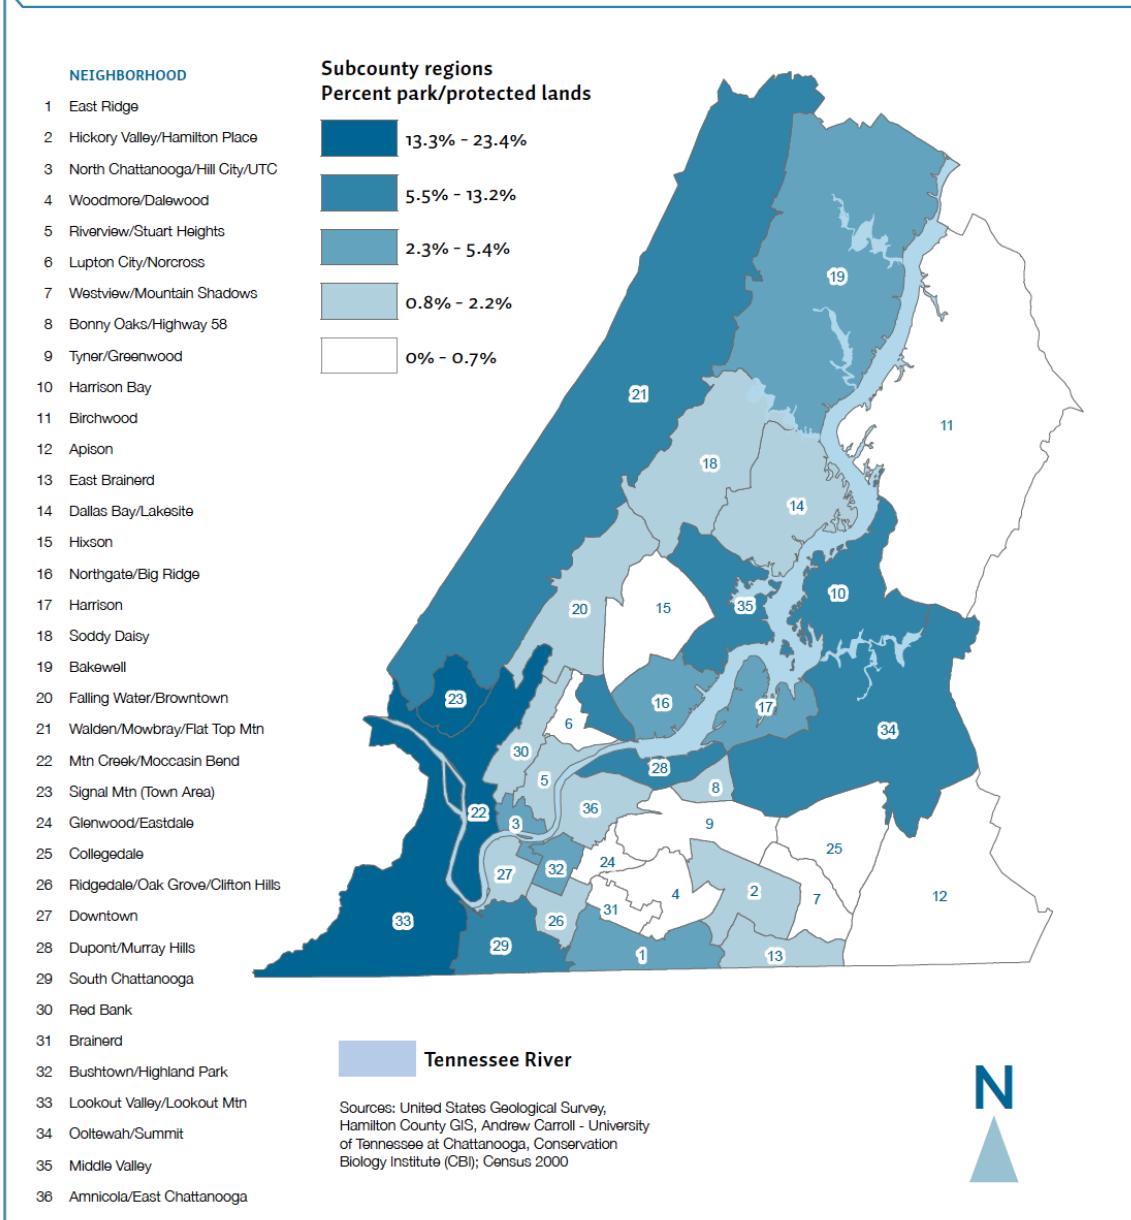 NEIGHBORHOOD
1 East Ridge
2 Hickory Valley/Hamilton Place
3 North Chattanooga/Hill City/UTC
4 Woodmore/Dalewood
5 Riverview/Stuart Heights
6 Lupton City/Norcross
7 Westview/Mountain Shadows
8 Bonny Oaks/Highway 58
9 Tyner/Greenwood
10 Harrison Bay
11 Birchwood
12 Apison
13 East Brainerd
14 Dallas Bay/Lakesite
15 Hixson
16 Northgate/Big Ridge
17 Harrison
18 Soddy Daisy
19 Bakewell
20 Falling Water/Browntown
21 Walden/Mowbray/Flat Top Mtn
22 Mtn Creek/Moccasin Bend
23 Signal Mtn (Town Area)
24 Glenwood/Eastdale
25 Collegedale
26 Ridgedale/Oak Grove/Clifton Hills
27 Downtown
28 Dupont/Murray Hills
29 South Chattanooga
30 Red Bank
31 Brainerd
32 Bushtown/Highland Park
33 Lookout Valley/Lookout Mtn
34 Ooltewah/Summit
35 Middle Valley
36 Amnicola/East Chattanooga
Subcounty regions
Percent park/protected lands
13.3% - 23.4%
5.5% - 13.2%
2.3% - 5.4%
0.8% - 2.2%
0% - 0.7%
19
21
11
18
14
10
20
15
35
23
16
17
6
34
30
28
5
8
36
22
3
9
25
24
32
27
2
4
7
12
31
26
33
29
1
13
Tennessee River
Sources: United States Geological Survey,
Hamilton County GIS, Andrew Carroll - University
of Tennessee at Chattanooga, Conservation
Biology Institute (CBI); Census 2000
N